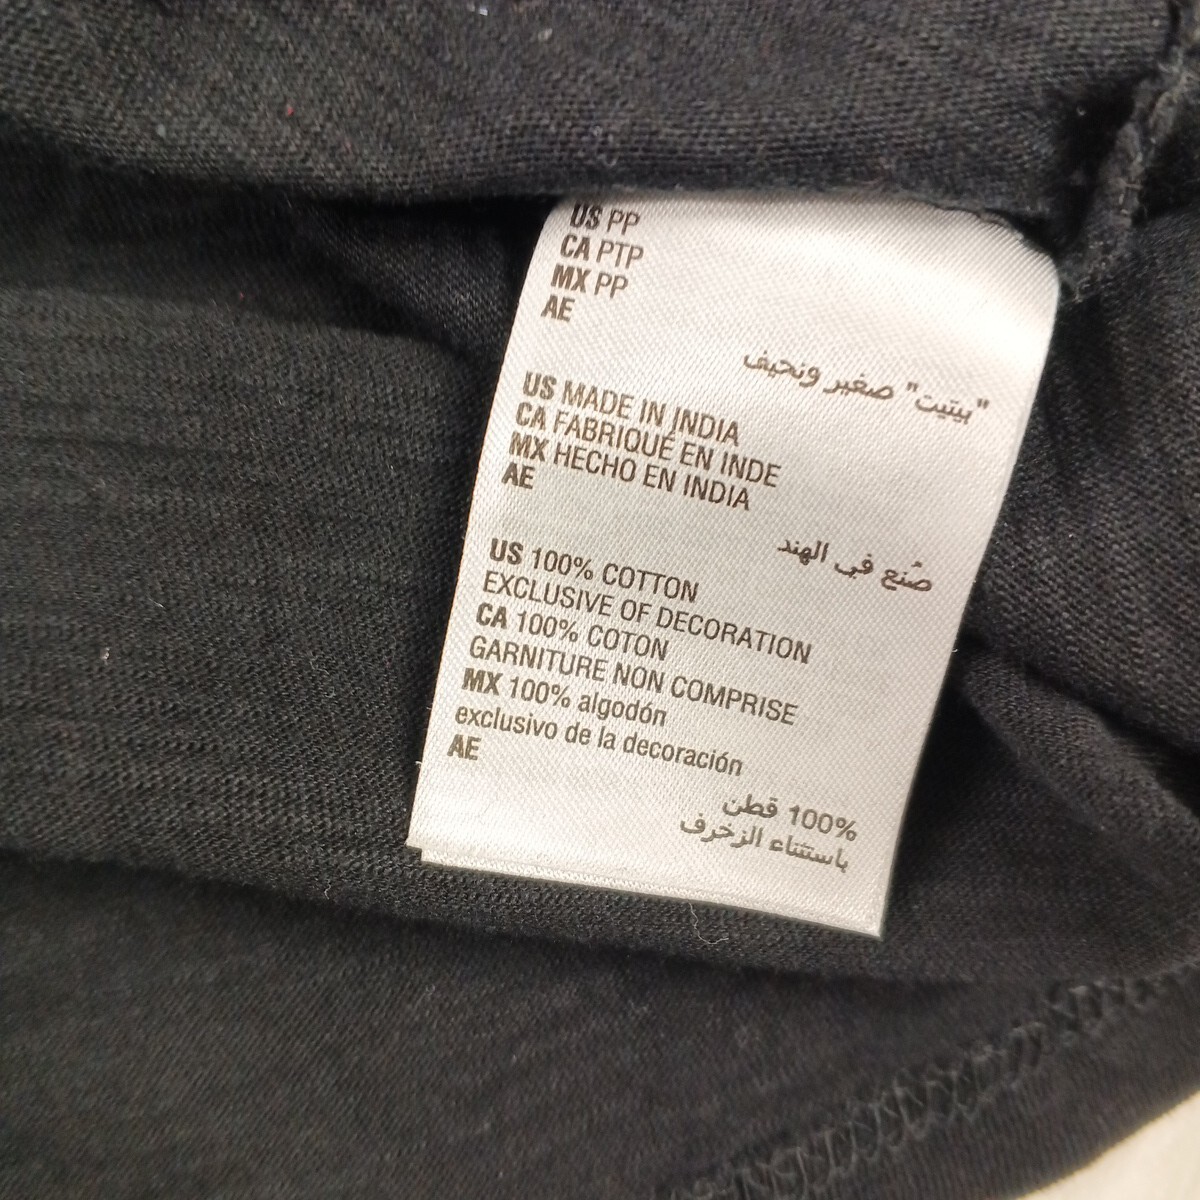 US PP
CA PTP
MX PP
AE
"بيتيت" صغير ونحيف
US MADE IN INDIA
CA FABRIQUÉ EN INDE
MX HECHO EN INDIA
AE
صُنع في الهند
US 100% COTTON
EXCLUSIVE OF DECORATION
CA 100% COTON
GARNITURE NON COMPRISE
MX 100% algodón
exclusivo de la decoración
AE
100% قطن
باستثناء الزخرف